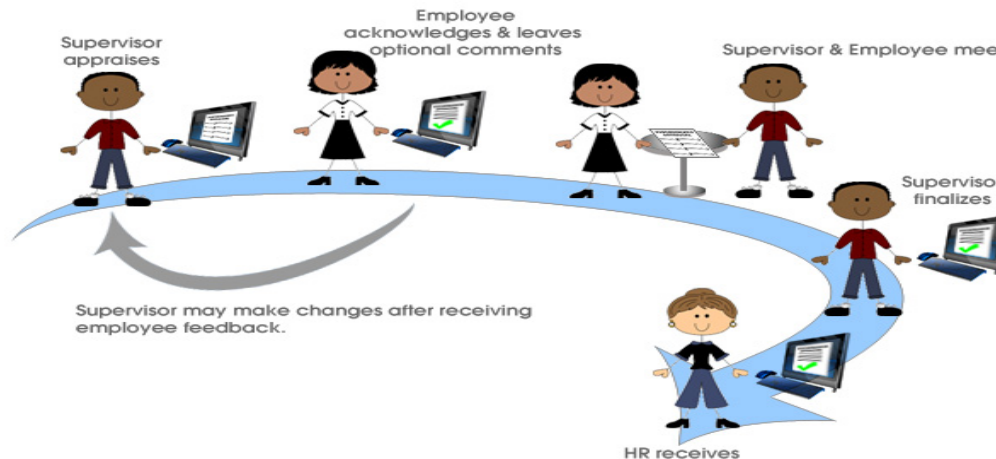 Supervisor
appraises
Employee
acknowledges & leaves
optional comments
Supervisor & Employee mee
Superviso
finalizes
Supervisor may make changes after receiving
employee feedback.
HR receives